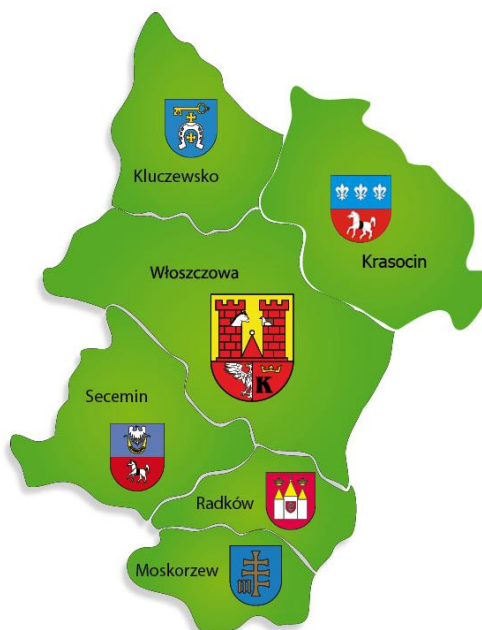 Kluczewsko
Krasocin
Włoszczowa
K
Secemin
Radków
Moskorzew